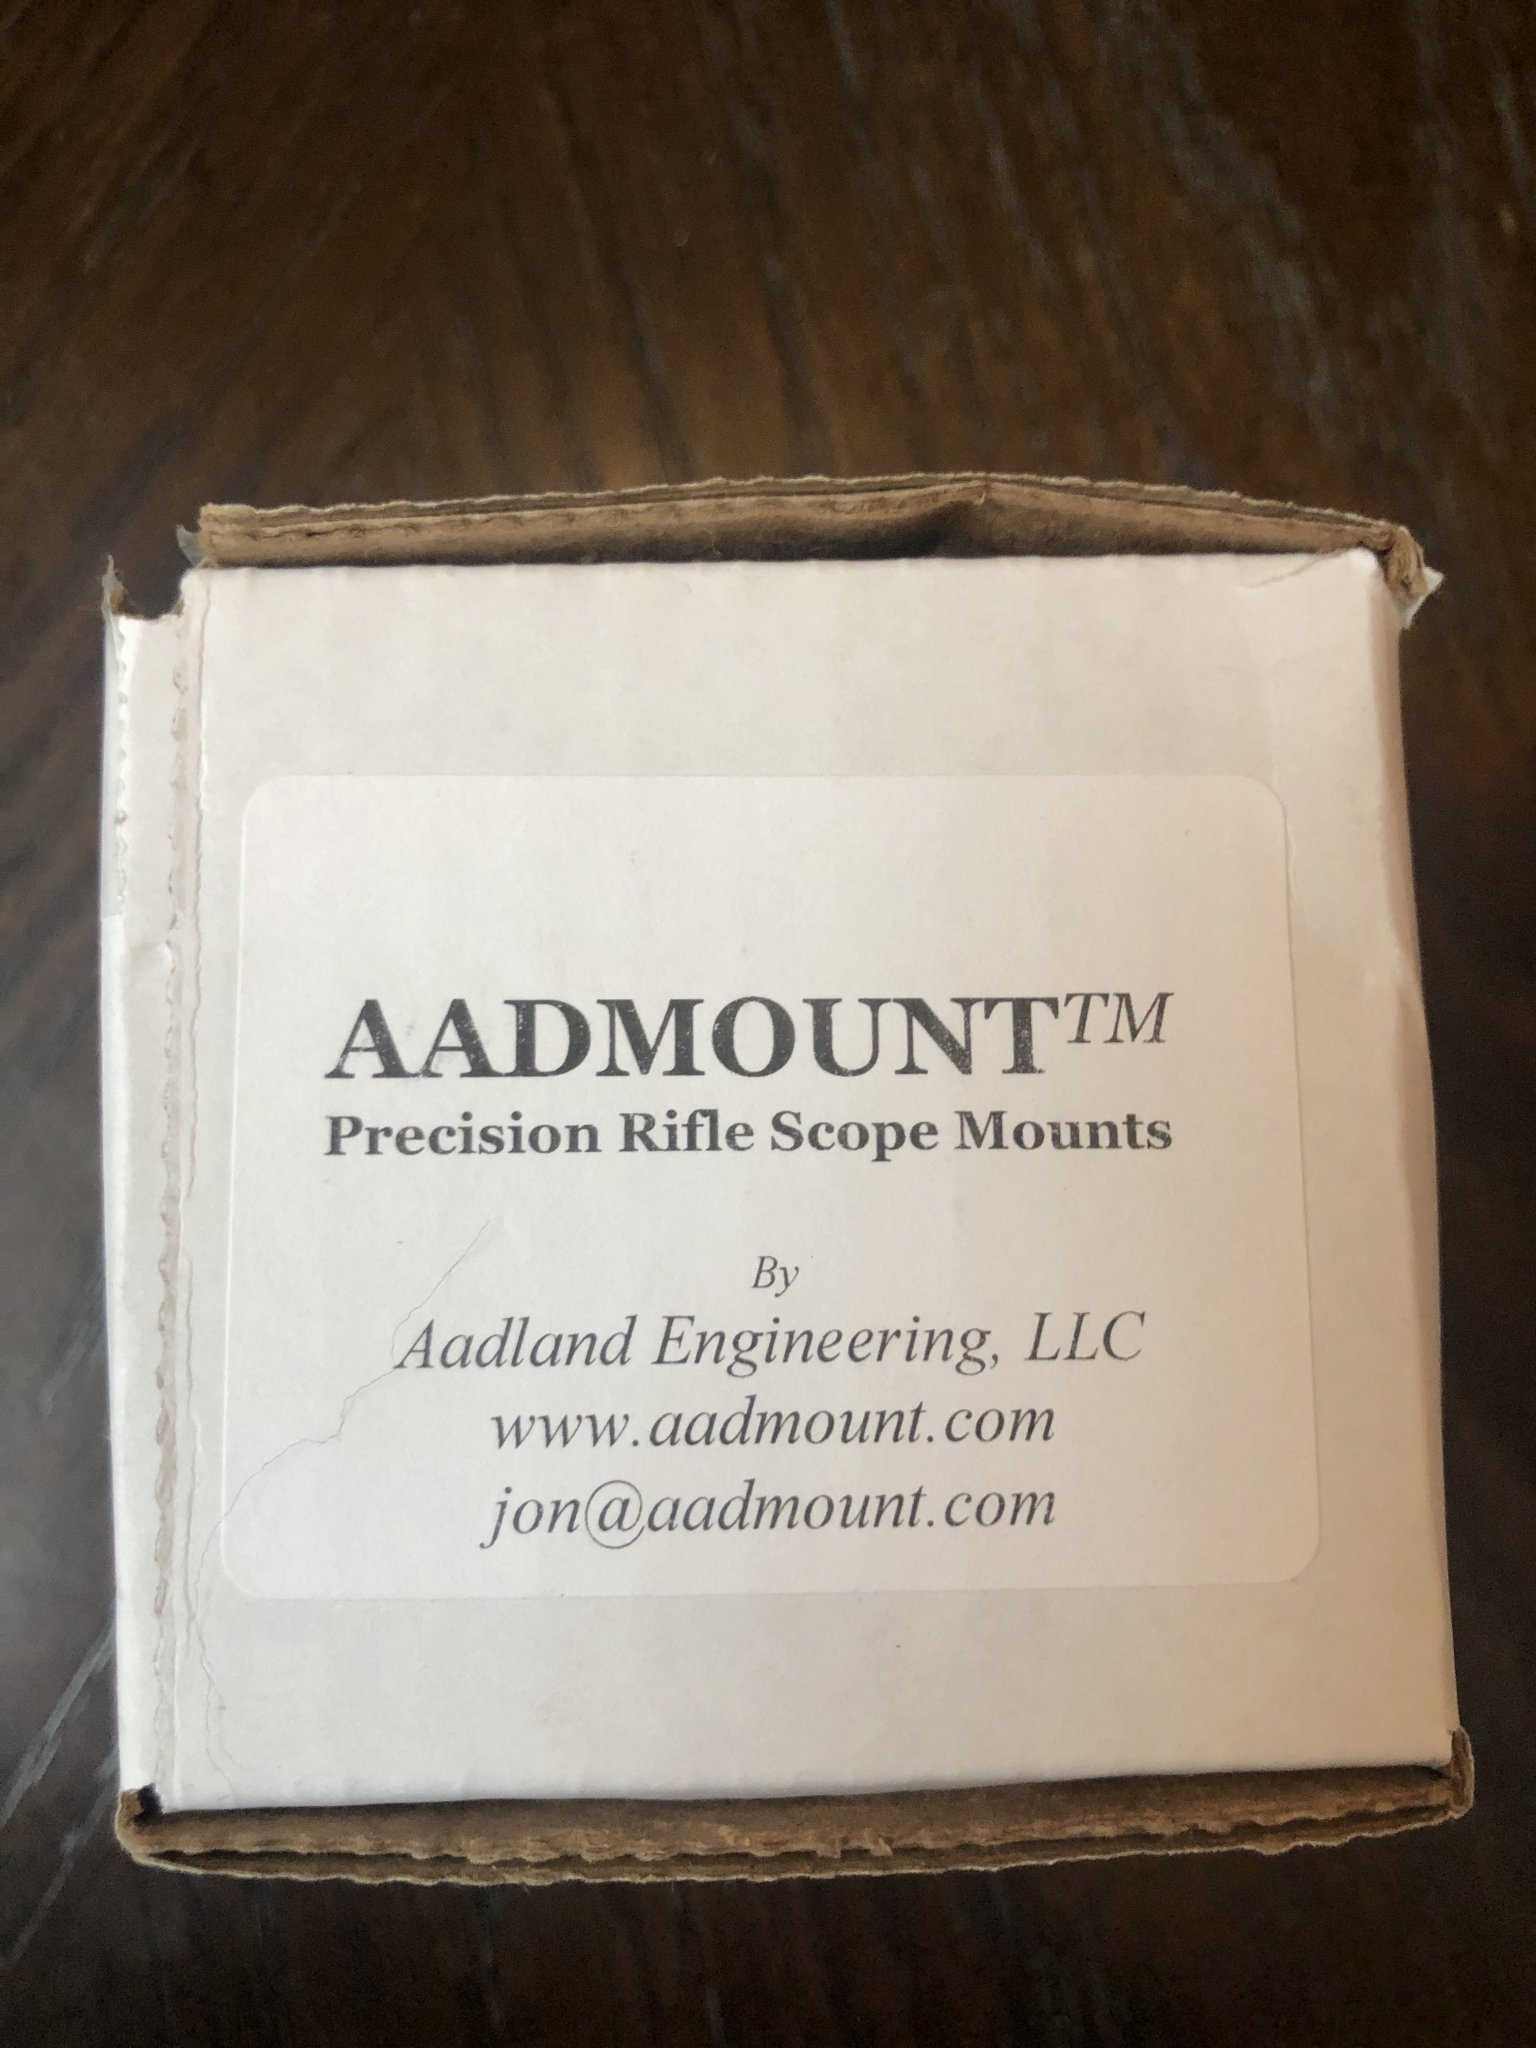 AADMOUNT™
Precision Rifle Scope Mounts
By
Aadland Engineering, LLC
www.aadmount.com
jon@aadmount.com